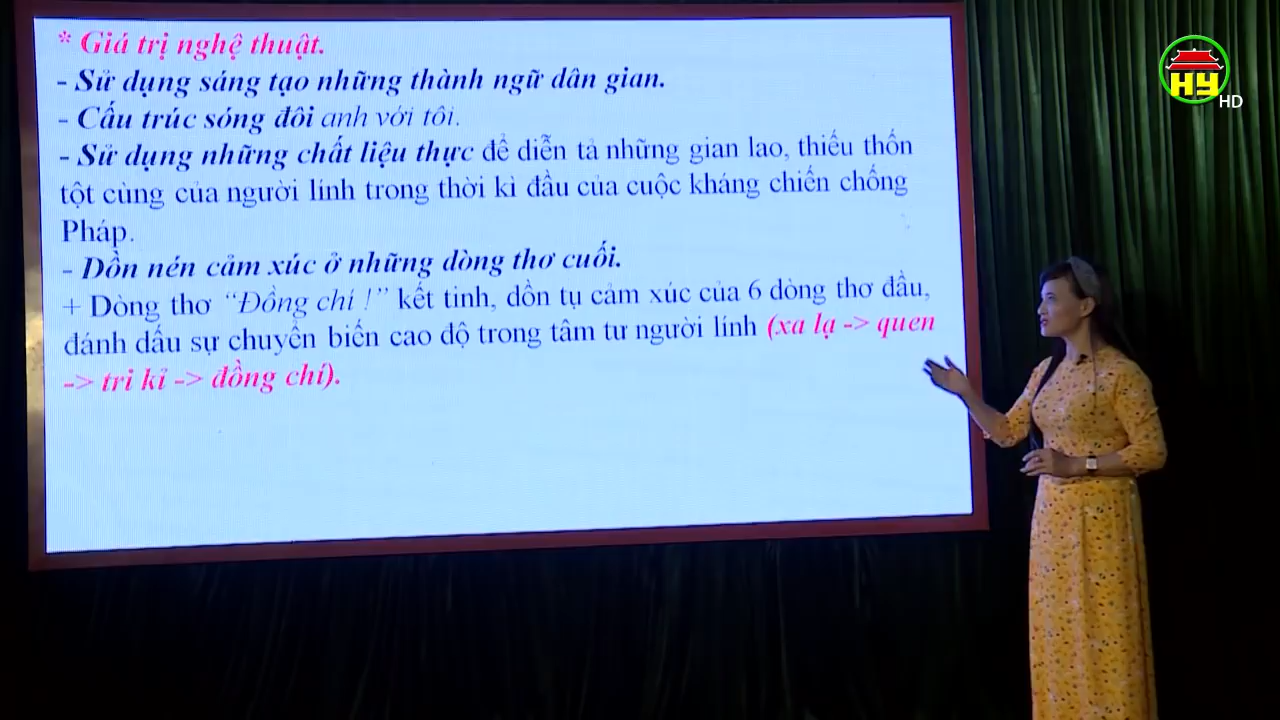 * Giá trị nghệ thuật.
- Sử dụng sáng tạo những thành ngữ dân gian.
- Cấu trúc sóng đôi anh với tôi.
- Sử dụng những chất liệu thực để diễn tả những gian lao, thiếu thốn
tột cùng của người lính trong thời kì đầu của cuộc kháng chiến chống
Pháp.
- Dồn nén cảm xúc ở những dòng thơ cuối.
+ Dòng thơ “Đồng chí !” kết tinh, dồn tụ cảm xúc của 6 dòng thơ đầu,
đánh dấu sự chuyển biến cao độ trong tâm tư người lính (xa lạ -> quen
-> tri kỉ -> đồng chí).
HY
HD